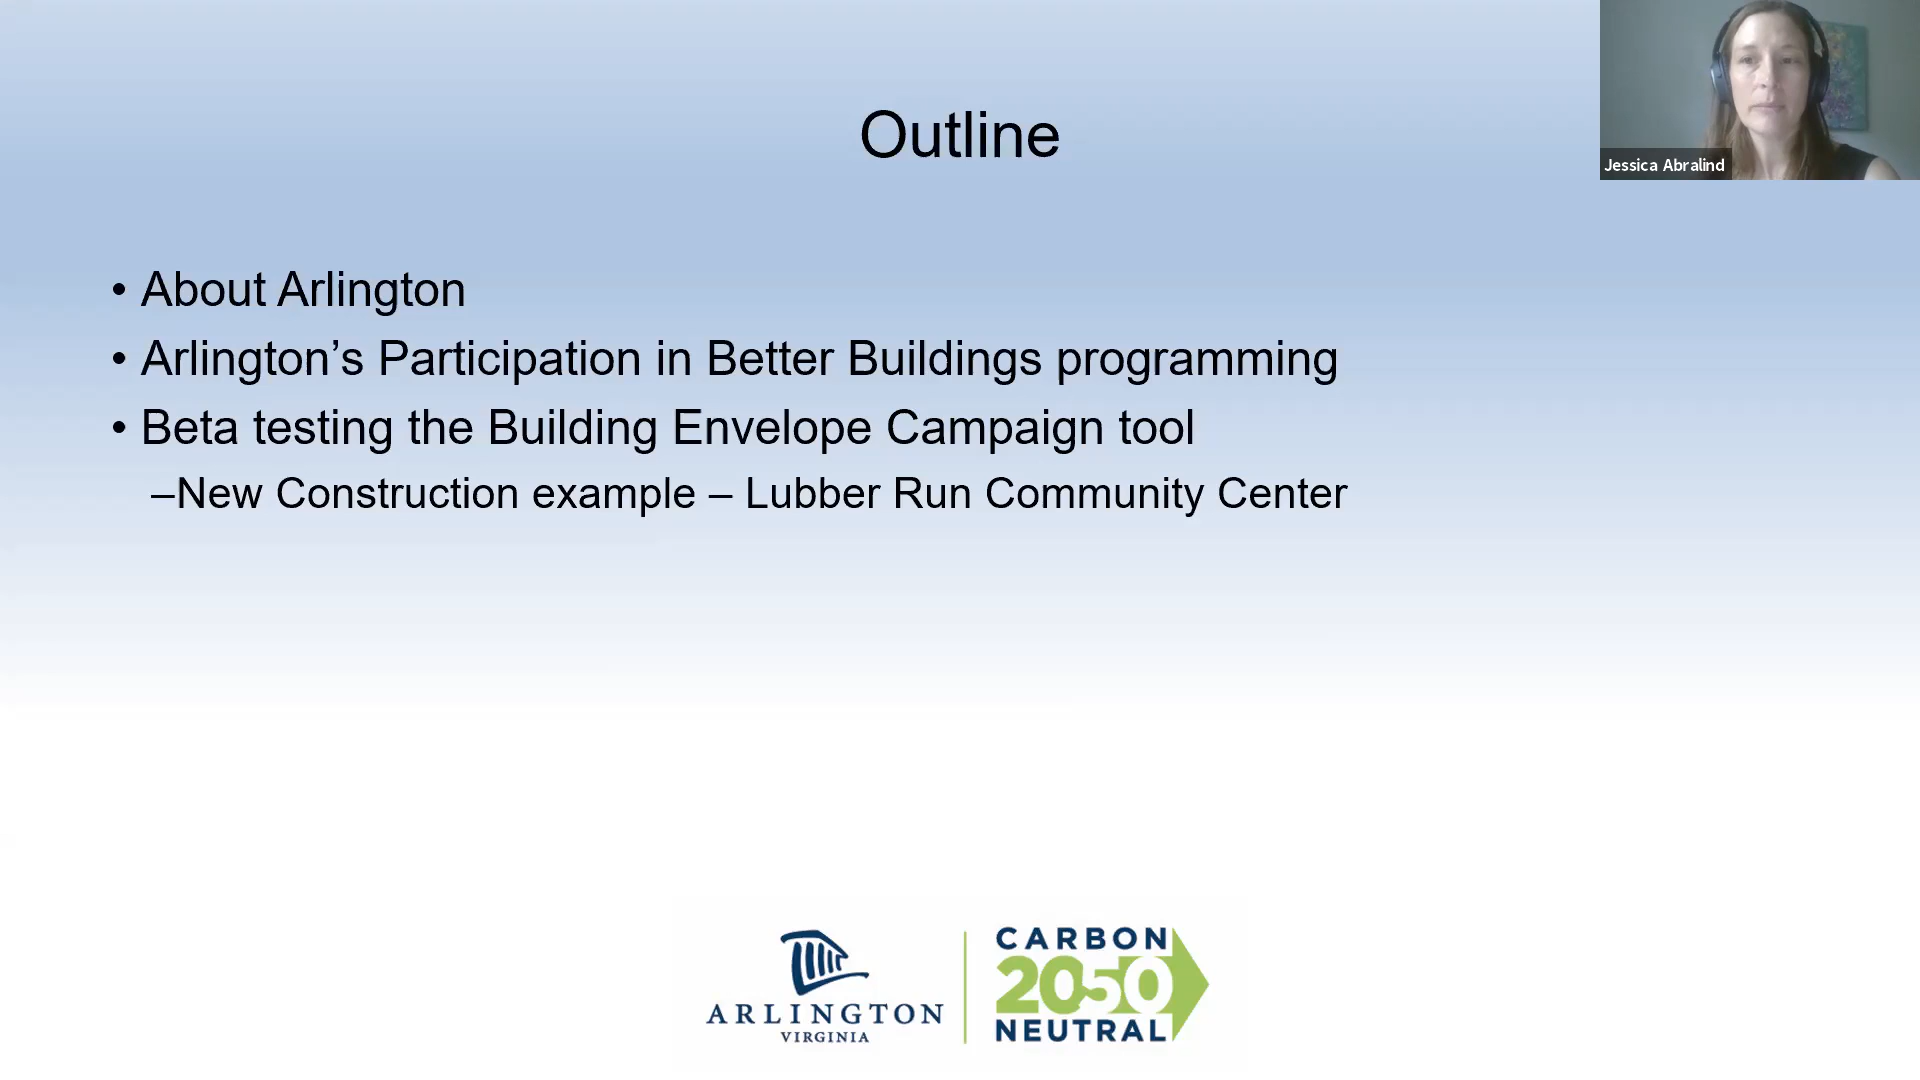 Outline
Jessica Abralind
• About Arlington
• Arlington’s Participation in Better Buildings programming
• Beta testing the Building Envelope Campaign tool
–New Construction example – Lubber Run Community Center
ARLINGTON
VIRGINIA
CARBON
2050
NEUTRAL